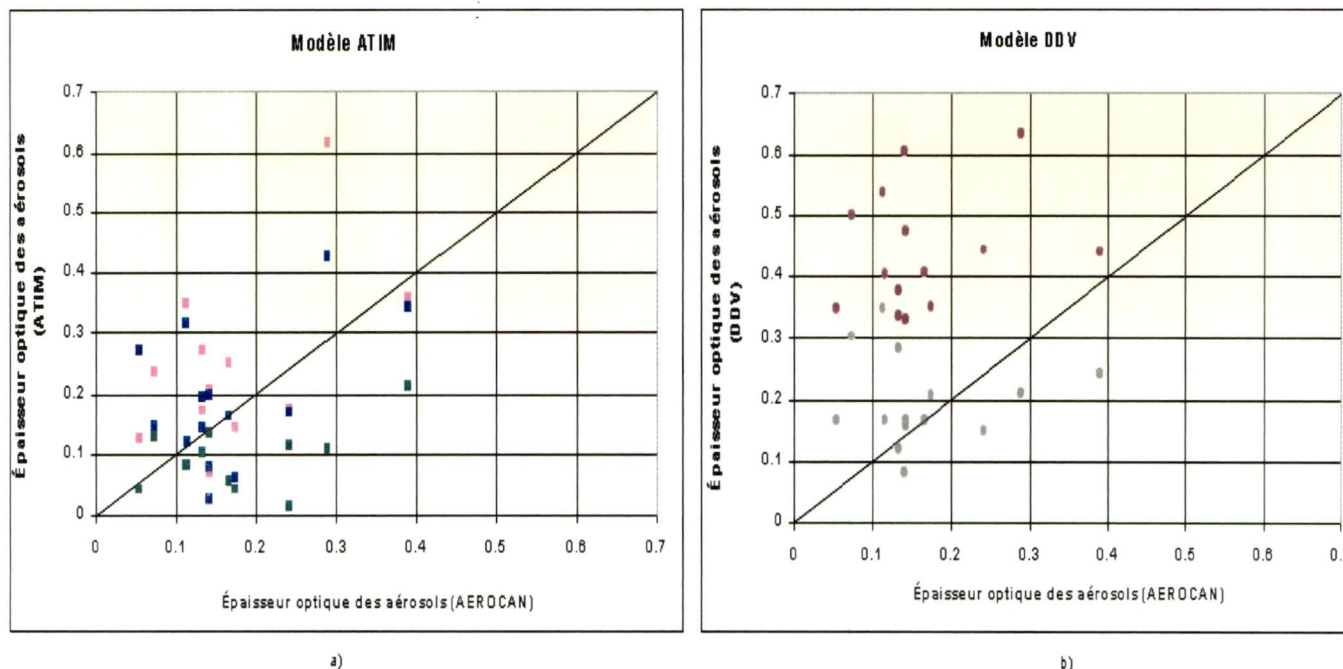 Modèle ATIM
Épaisseur optique des aérosols
(ATIM)
0.7
0.6
0.5
0.4
0.3
0.2
0.1
0
0 0.1 0.2 0.3 0.4 0.5 0.6 0.7
Épaisseur optique des aérosols (AEROCAN)
a)
Modèle DDV
Épaisseur optique des aérosols
(DDV)
0.7
0.6
0.5
0.4
0.3
0.2
0.1
0
0 0.1 0.2 0.3 0.4 0.5 0.6 0.
Épaisseur optique des aérosols (AEROCAN)
b)